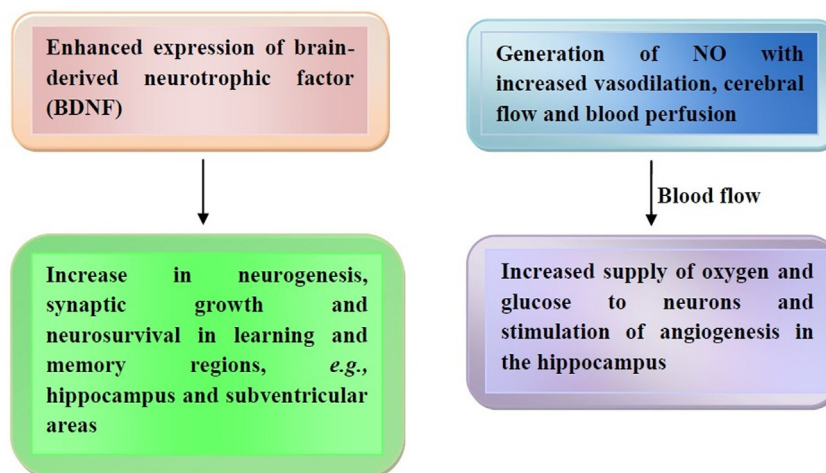 Enhanced expression of brain-
derived neurotrophic factor
(BDNF)
Generation of NO with
increased vasodilation, cerebral
flow and blood perfusion
Blood flow
Increase in neurogenesis,
synaptic growth and
neurosurvival in learning and
memory regions, e.g.,
hippocampus and subventricular
areas
Increased supply of oxygen and
glucose to neurons and
stimulation of angiogenesis in
the hippocampus